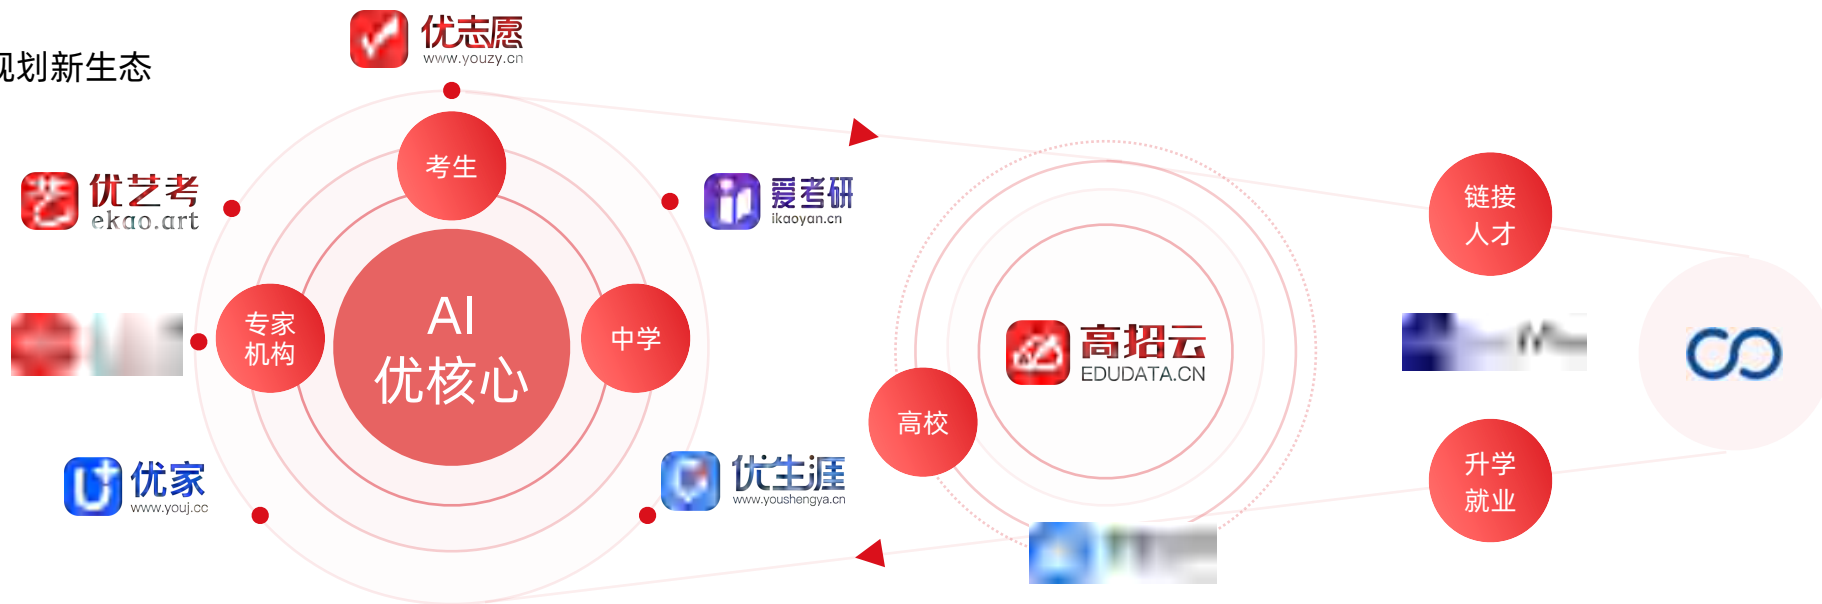 规划新生态
优志愿
www.youzy.cn
考生
优艺考
ekao.art
爱考研
ikaoyan.cn
专家
机构
AI
优核心
中学
优家
www.youj.cc
优生涯
www.youshengya.cn
高招云
EDUDATA.CN
高校
链接
人才
升学
就业